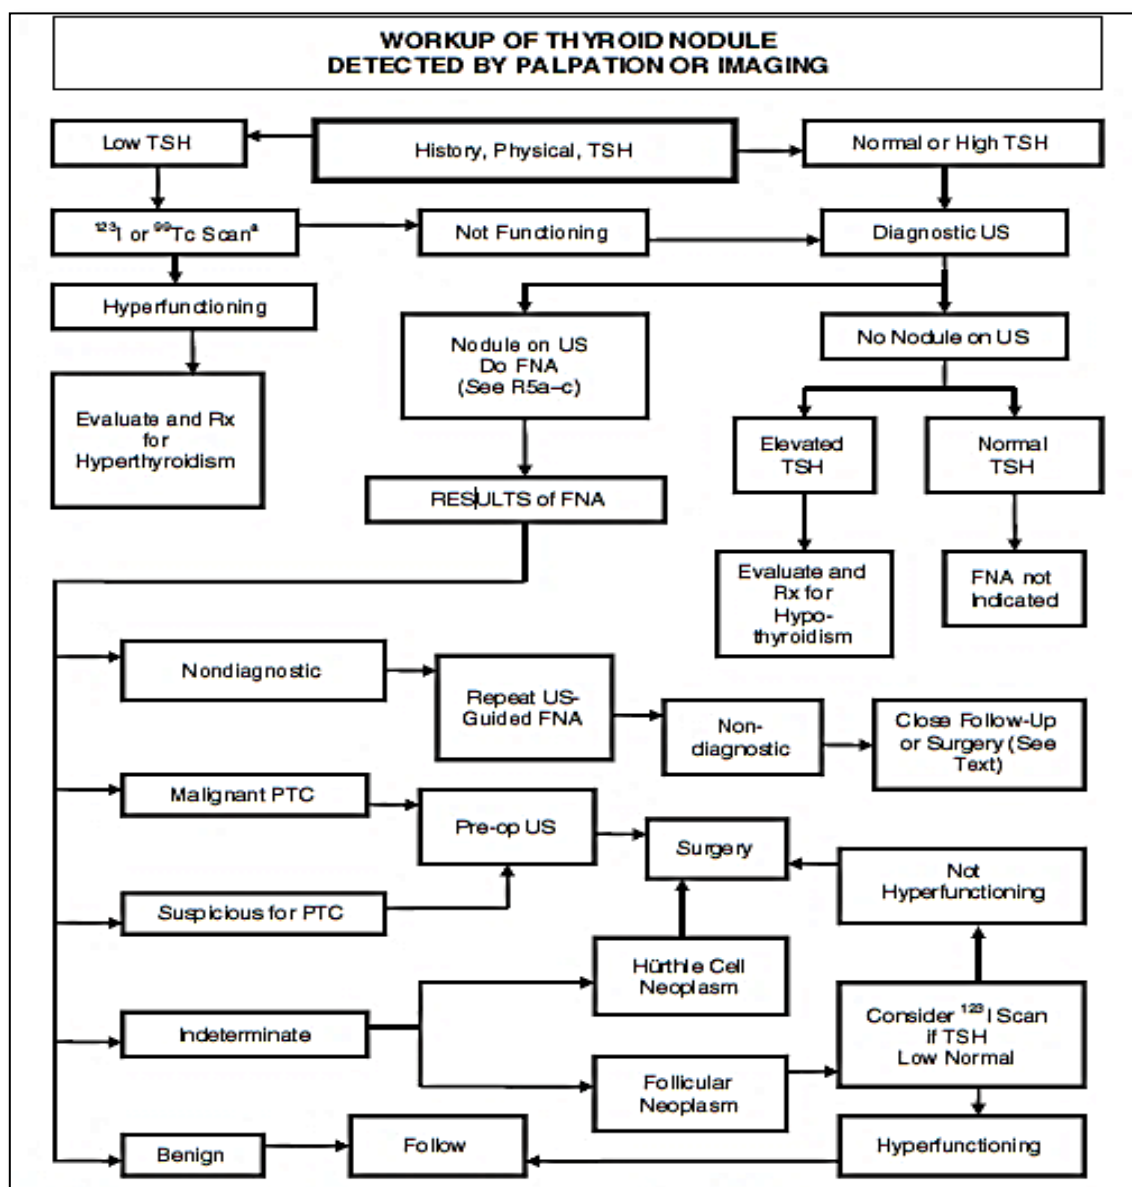 WORKUP OF THYROID NODULE
DETECTED BY PALPATION OR IMAGING
Low TSH
History, Physical, TSH
Normal or High TSH
¹²³I or ⁹⁹Tc Scanᵃ
Not Functioning
Diagnostic US
Hyperfunctioning
Nodule on US
Do FNA
(See R5a–c)
No Nodule on US
Evaluate and Rx
for
Hyperthyroidism
Elevated
TSH
Normal
TSH
RESULTS of FNA
Evaluate and
Rx for
Hypo-
thyroidism
FNA not
Indicated
Nondiagnostic
Repeat US-
Guided FNA
Non-
diagnostic
Close Follow-Up
or Surgery (See
Text)
Malignant PTC
Pre-op US
Surgery
Not
Hyperfunctioning
Suspicious for PTC
Hürthle Cell
Neoplasm
Consider ¹²³I Scan
if TSH
Low Normal
Indeterminate
Follicular
Neoplasm
Benign
Follow
Hyperfunctioning